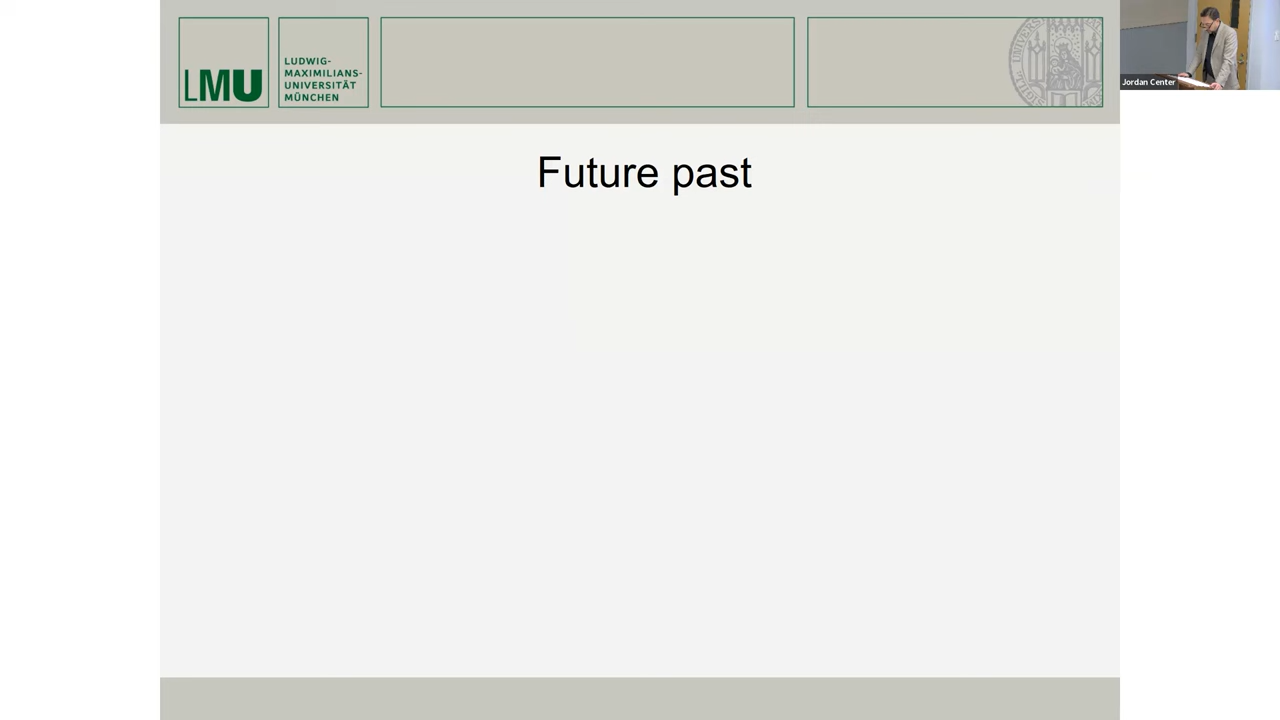 LMU
LUDWIG-
MAXIMILIANS-
UNIVERSITÄT
MÜNCHEN
Jordan Center
Future past